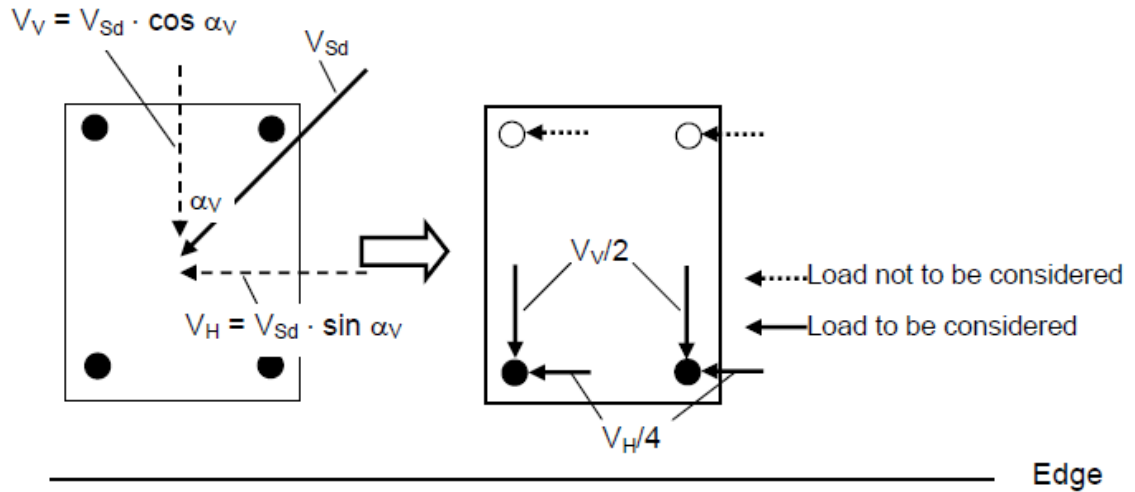 V_V = V_Sd · cos α_V
V_Sd
α_V
V_H = V_Sd · sin α_V
V_V/2
V_H/4
Load not to be considered
Load to be considered
Edge